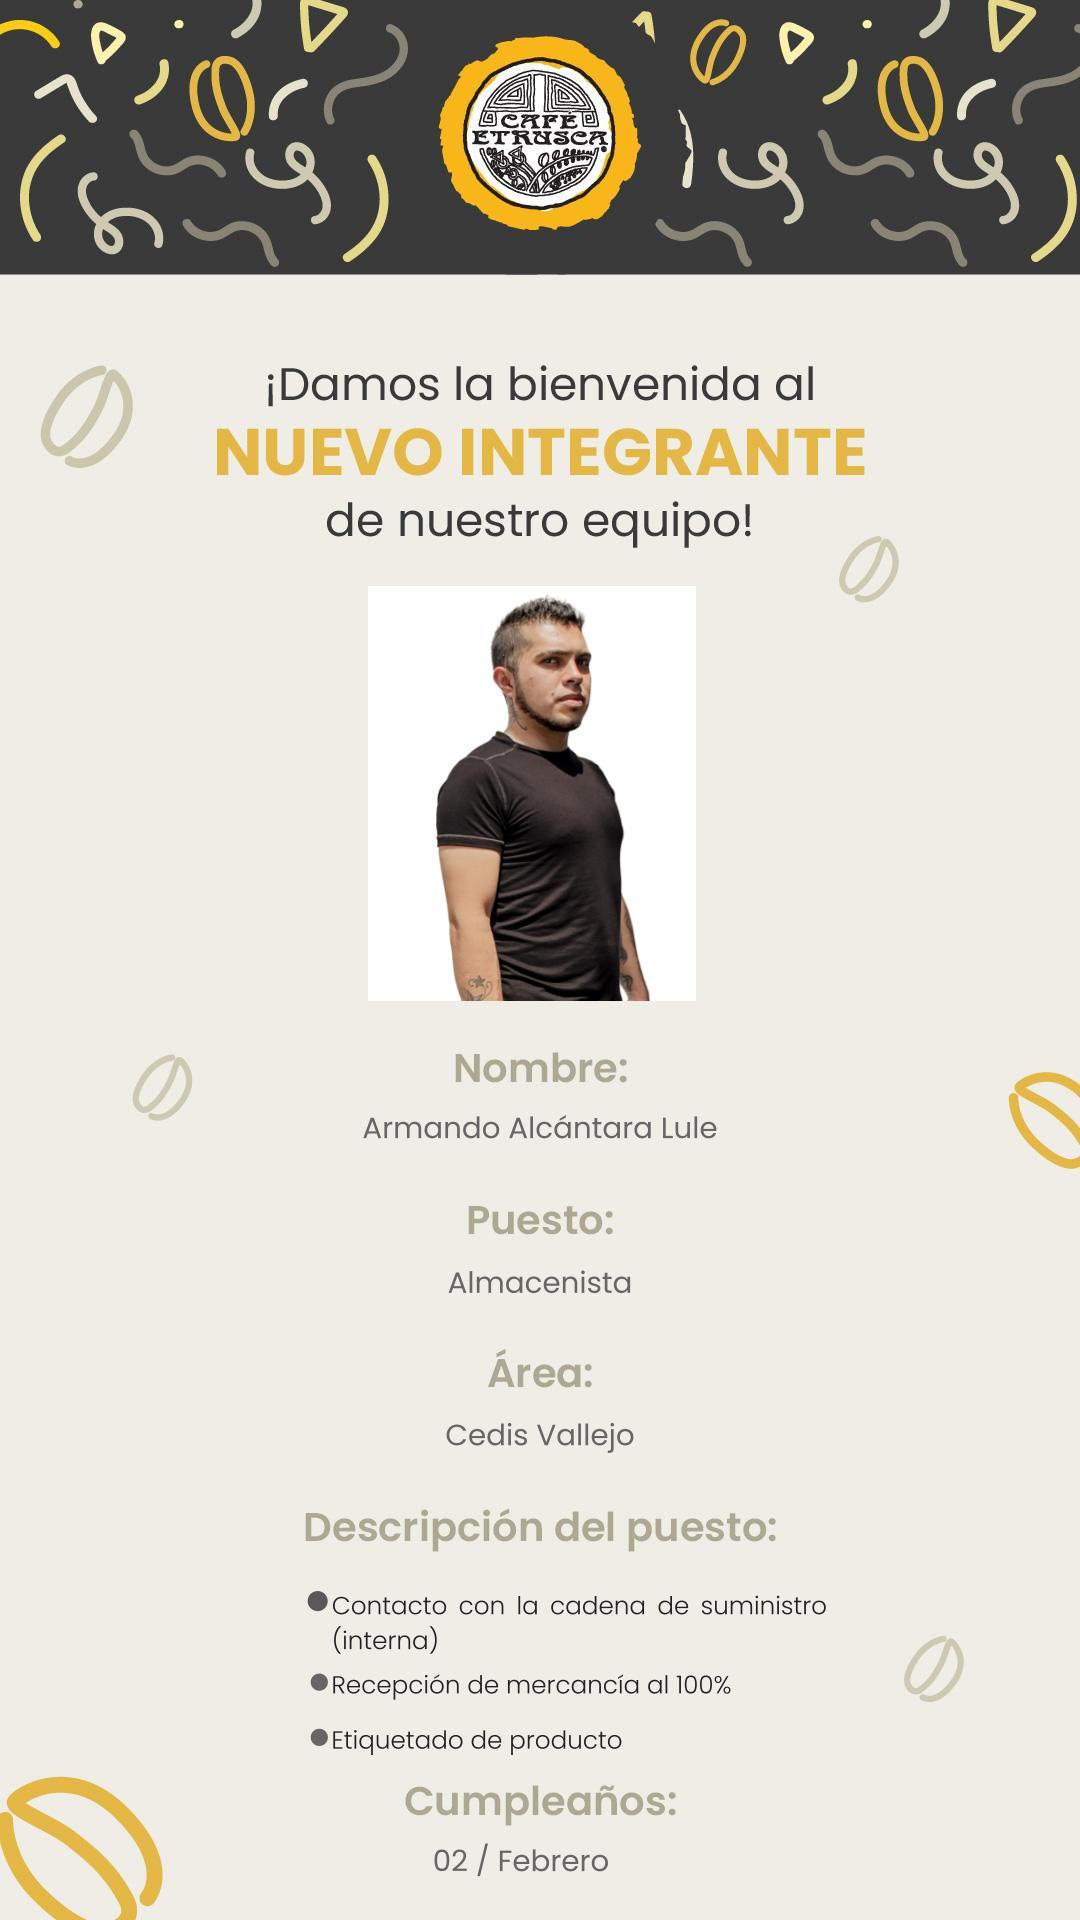 CAFÉ
ETRUSCA
¡Damos la bienvenida al
NUEVO INTEGRANTE
de nuestro equipo!
Nombre:
Armando Alcántara Lule
Puesto:
Almacenista
Área:
Cedis Vallejo
Descripción del puesto:
Contacto con la cadena de suministro
(interna)
Recepción de mercancía al 100%
Etiquetado de producto
Cumpleaños:
02 / Febrero